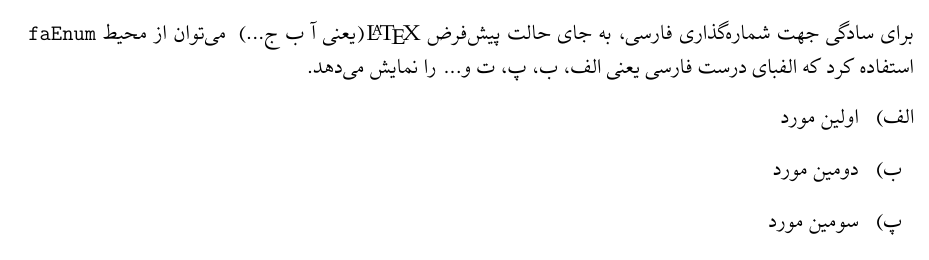 برای سادگی جهت شماره‌گذاری فارسی، به جای حالت پیش‌فرض LATEX(یعنی آ ب ج...) می‌توان از محیط faEnum
استفاده کرد که الفبای درست فارسی یعنی الف، ب، پ، ت و... را نمایش می‌دهد.
الف) اولین مورد
ب) دومین مورد
پ) سومین مورد